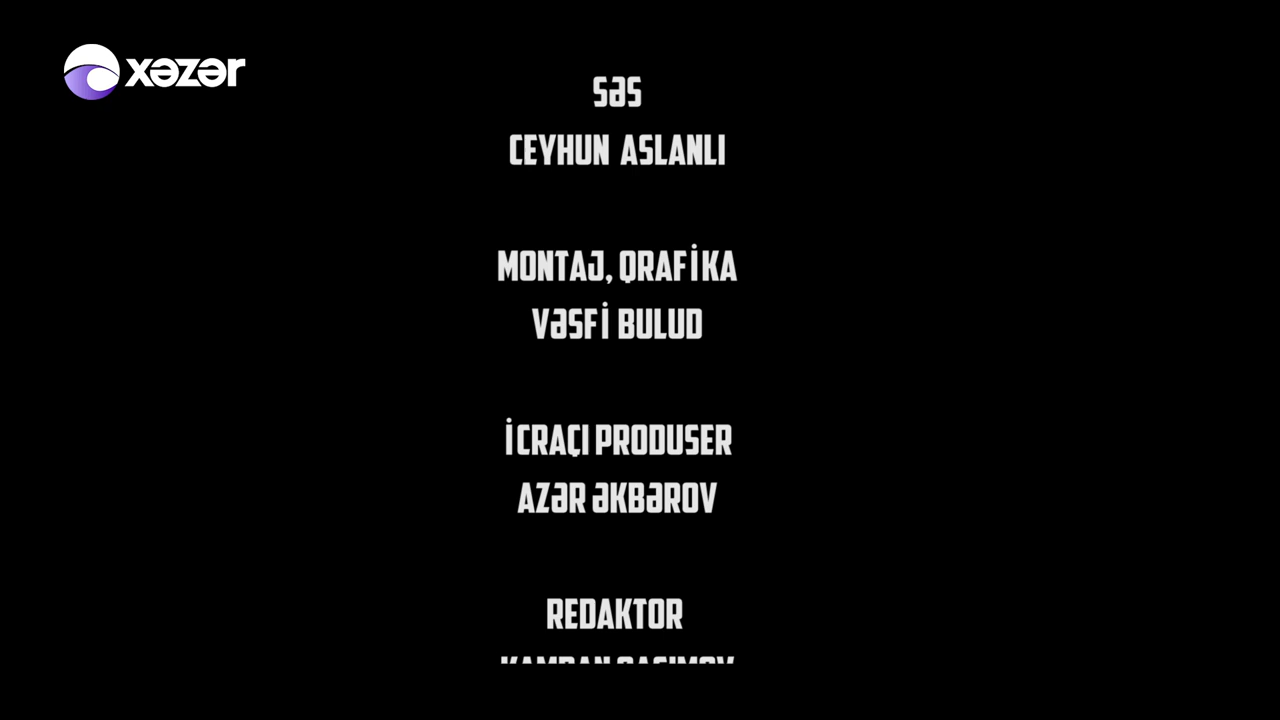 xəzər
SƏS
CEYHUN ASLANLI
MONTAJ, QRAFİKA
VƏSFİ BULUD
İCRAÇI PRODUSER
AZƏR ƏKBƏROV
REDAKTOR